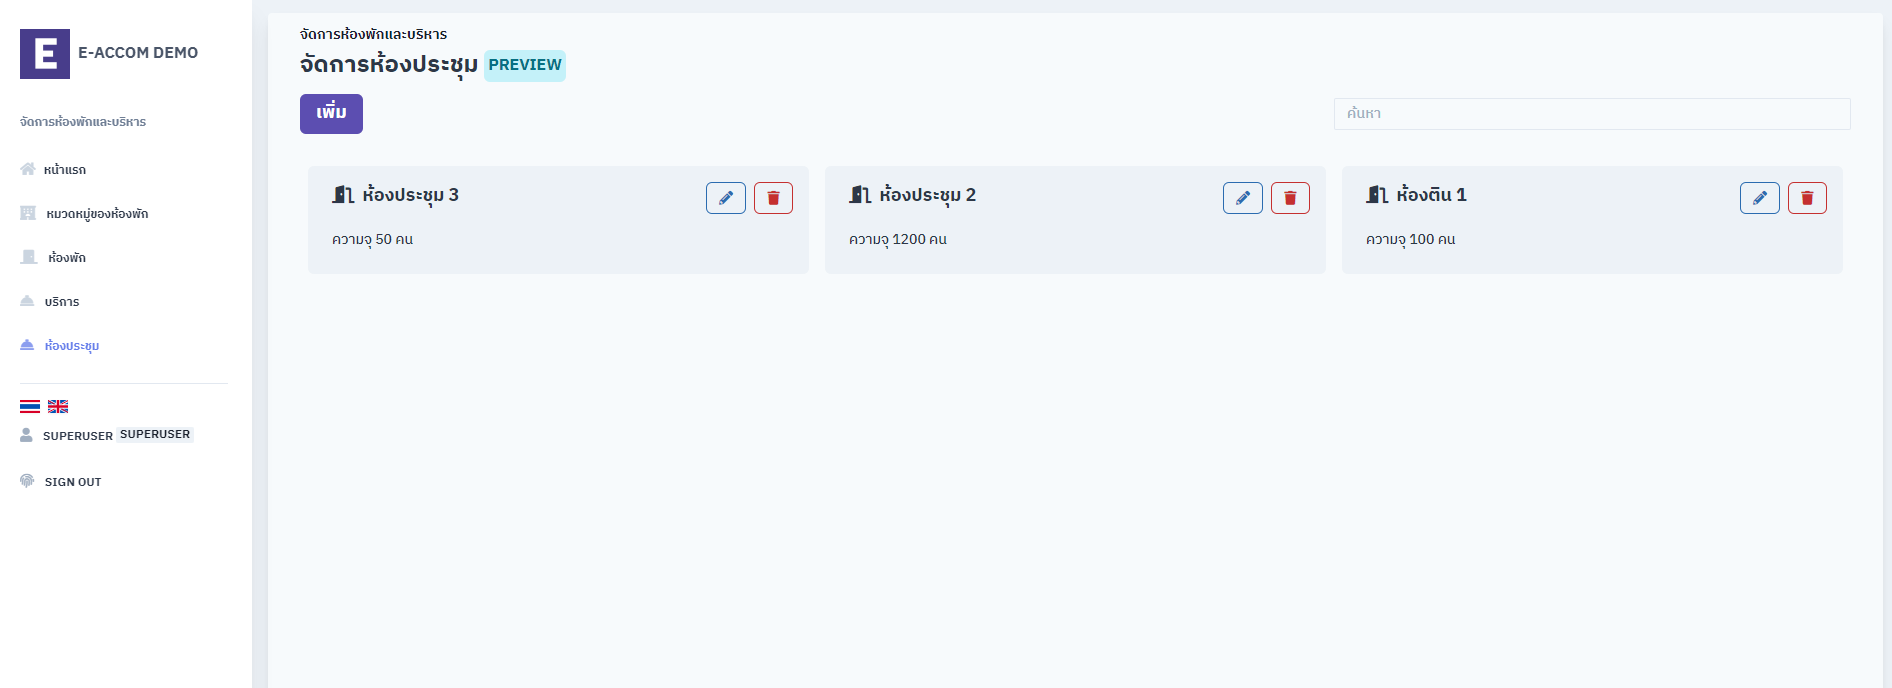 E E-ACCOM DEMO
จัดการห้องพักและบริหาร
หน้าแรก
หมวดหมู่ของห้องพัก
ห้องพัก
บริการ
ห้องประชุม
SUPERUSER SUPERUSER
SIGN OUT
จัดการห้องพักและบริหาร
จัดการห้องประชุม PREVIEW
เพิ่ม
ค้นหา
ห้องประชุม 3
ความจุ 50 คน
ห้องประชุม 2
ความจุ 1200 คน
ห้องติน 1
ความจุ 100 คน